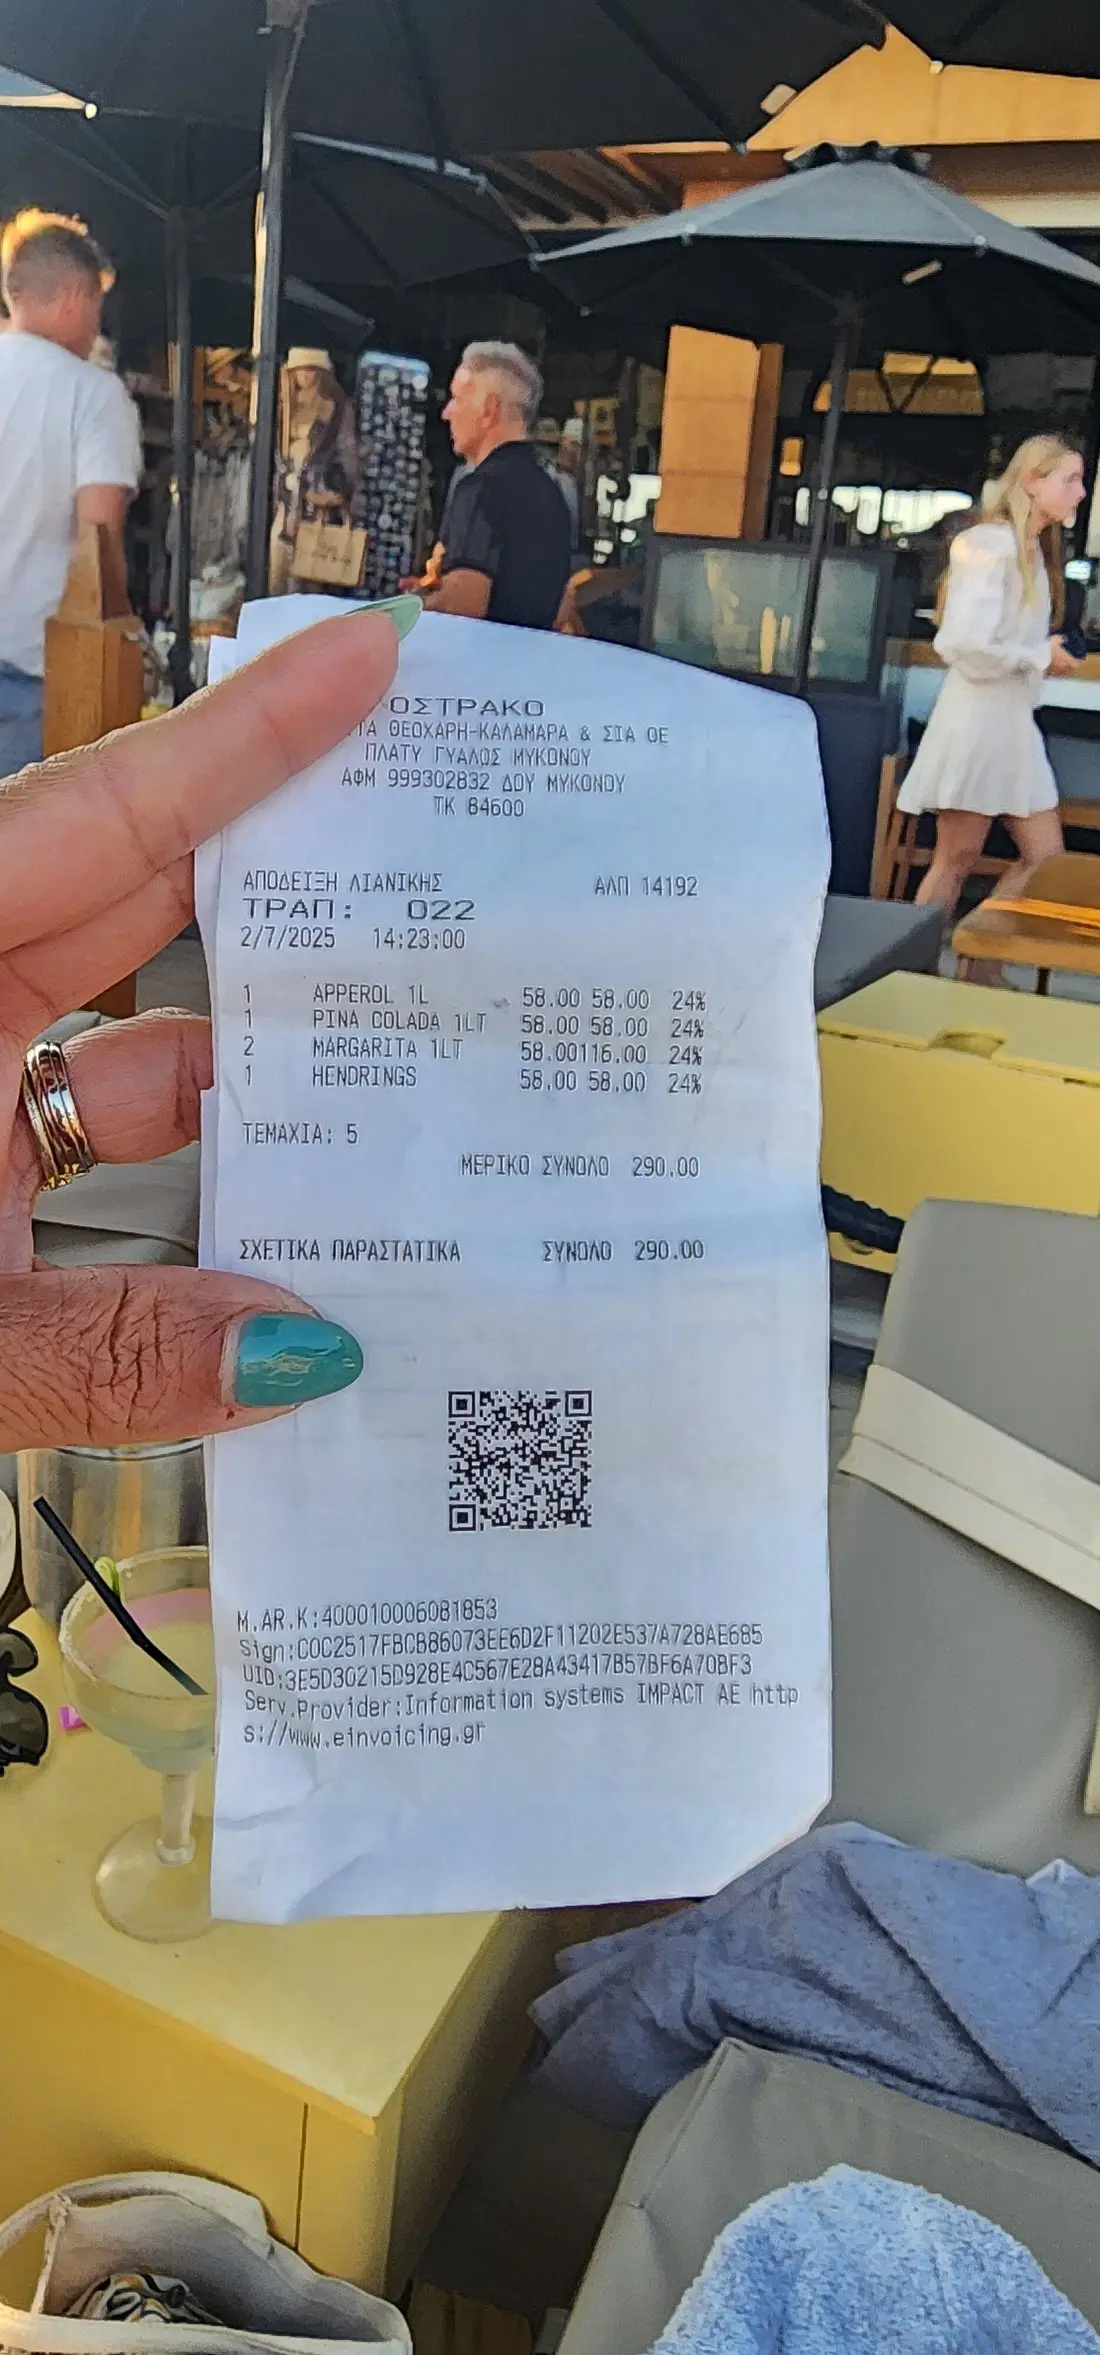 ΟΣΤΡΑΚΟ
ΘΕΟΧΑΡΗ-ΚΑΛΑΜΑΡΑ & ΣΙΑ ΟΕ
ΠΛΑΤΥ ΓΥΑΛΟΣ ΜΥΚΟΝΟΥ
ΑΦΜ 999302832 ΔΟΥ ΜΥΚΟΝΟΥ
ΤΚ 84600
ΑΠΟΔΕΙΞΗ ΛΙΑΝΙΚΗΣ ΑΛΠ 14192
ΤΡΑΠ: 022
2/7/2025 14:23:00
1 APPEROL 1L 58.00 58.00 24%
1 PINA COLADA 1LT 58.00 58.00 24%
2 MARGARITA 1LT 58.00116.00 24%
1 HENDRINGS 58.00 58.00 24%
ΤΕΜΑΧΙΑ: 5
ΜΕΡΙΚΟ ΣΥΝΟΛΟ 290.00
ΣΧΕΤΙΚΑ ΠΑΡΑΣΤΑΤΙΚΑ ΣΥΝΟΛΟ 290.00
M.AR.K:400010006081853
Sign:C0C2517FBCB86073EE6D2F11202E537A728AE685
UID:3E5D30215D928E4C567E28A43417B57BF6A70BF3
Serv.Provider:Information systems IMPACT AE http
s://www.einvoicing.gr